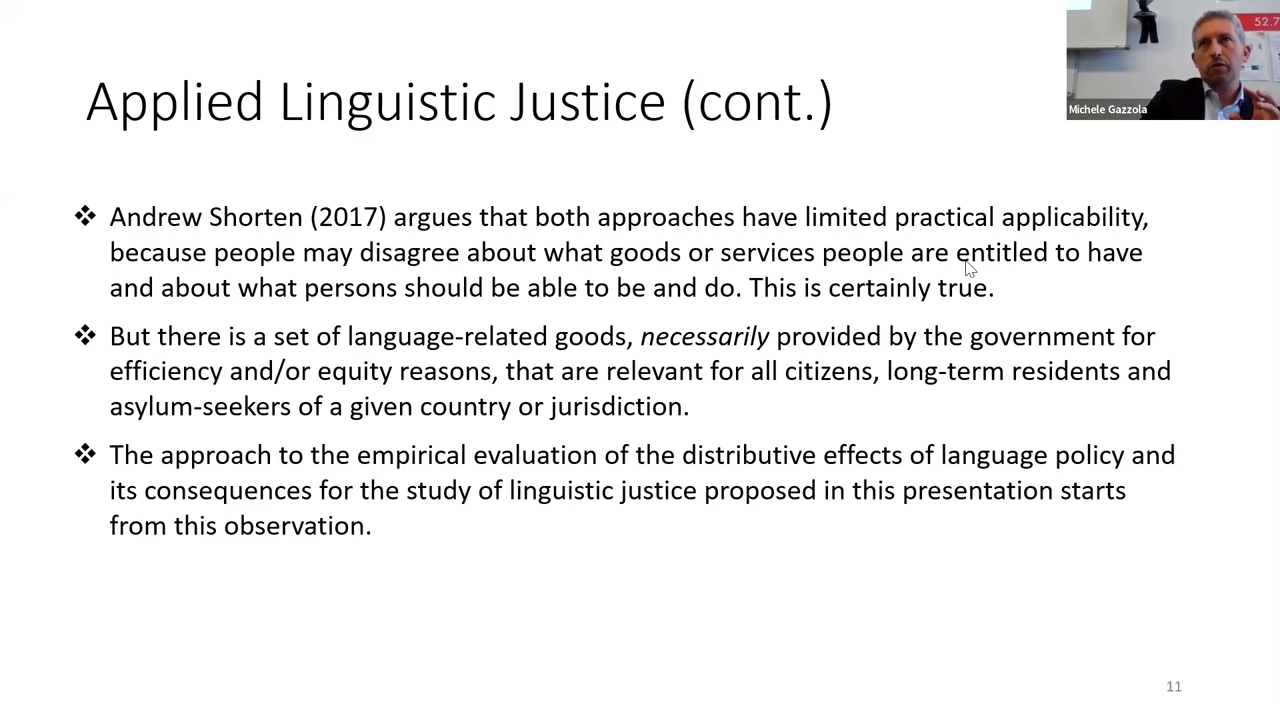 52.7
Michele Gazzola
Applied Linguistic Justice (cont.)
❖ Andrew Shorten (2017) argues that both approaches have limited practical applicability,
because people may disagree about what goods or services people are entitled to have
and about what persons should be able to be and do. This is certainly true.
❖ But there is a set of language-related goods, necessarily provided by the government for
efficiency and/or equity reasons, that are relevant for all citizens, long-term residents and
asylum-seekers of a given country or jurisdiction.
❖ The approach to the empirical evaluation of the distributive effects of language policy and
its consequences for the study of linguistic justice proposed in this presentation starts
from this observation.
11